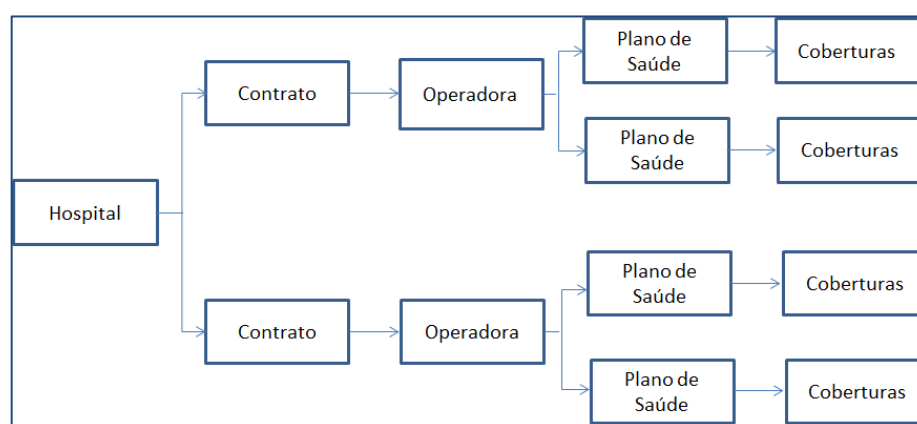 Plano de
Saúde
Coberturas
Contrato
Operadora
Plano de
Saúde
Coberturas
Hospital
Plano de
Saúde
Coberturas
Contrato
Operadora
Plano de
Saúde
Coberturas